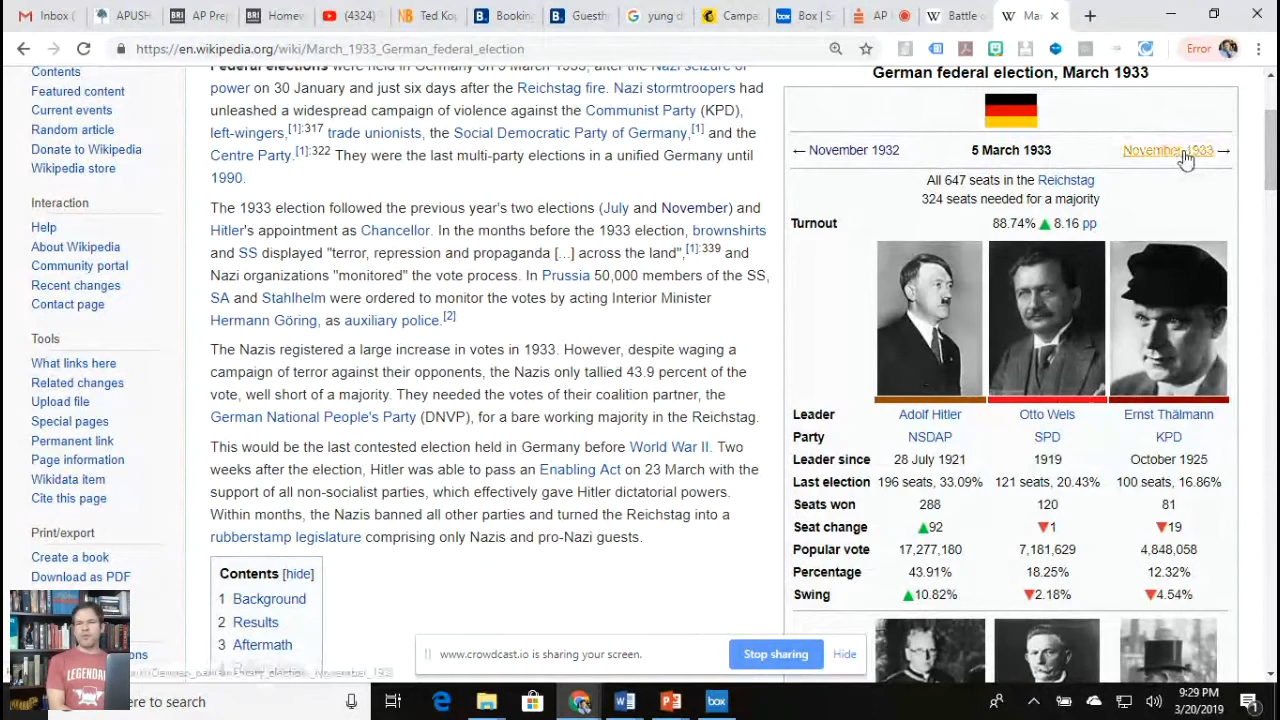 Inbox (
APUSH
AP Prep
Homew
(4324)
Ted Kop
Booking
Guesth
yung d
Campa
Box | S
AP
Battle o
Mar
https://en.wikipedia.org/wiki/March_1933_German_federal_election
Error
Contents
Featured content
Current events
Random article
Donate to Wikipedia
Wikipedia store
Interaction
Help
About Wikipedia
Community portal
Recent changes
Contact page
Tools
What links here
Related changes
Upload file
Special pages
Permanent link
Page information
Wikidata item
Cite this page
Print/export
Create a book
Download as PDF
Federal elections were held in Germany on 5 March 1933, after the Nazi seizure of
power on 30 January and just six days after the Reichstag fire. Nazi stormtroopers had
unleashed a widespread campaign of violence against the Communist Party (KPD),
left-wingers,[1]:317 trade unionists, the Social Democratic Party of Germany,[1] and the
Centre Party.[1]:322 They were the last multi-party elections in a unified Germany until
1990.
The 1933 election followed the previous year's two elections (July and November) and
Hitler's appointment as Chancellor. In the months before the 1933 election, brownshirts
and SS displayed "terror, repression and propaganda [...] across the land",[1]:339 and
Nazi organizations "monitored" the vote process. In Prussia 50,000 members of the SS,
SA and Stahlhelm were ordered to monitor the votes by acting Interior Minister
Hermann Göring, as auxiliary police.[2]
The Nazis registered a large increase in votes in 1933. However, despite waging a
campaign of terror against their opponents, the Nazis only tallied 43.9 percent of the
vote, well short of a majority. They needed the votes of their coalition partner, the
German National People's Party (DNVP), for a bare working majority in the Reichstag.
This would be the last contested election held in Germany before World War II. Two
weeks after the election, Hitler was able to pass an Enabling Act on 23 March with the
support of all non-socialist parties, which effectively gave Hitler dictatorial powers.
Within months, the Nazis banned all other parties and turned the Reichstag into a
rubberstamp legislature comprising only Nazis and pro-Nazi guests.
Contents [hide]
1 Background
2 Results
3 Aftermath
German federal election, March 1933
← November 1932 5 March 1933 November 1933 →
All 647 seats in the Reichstag
324 seats needed for a majority
Turnout 88.74% ▲ 8.16 pp
Leader Adolf Hitler Otto Wels Ernst Thälmann
Party NSDAP SPD KPD
Leader since 28 July 1921 1919 October 1925
Last election 196 seats, 33.09% 121 seats, 20.43% 100 seats, 16.86%
Seats won 288 120 81
Seat change ▲92 ▼1 ▼19
Popular vote 17,277,180 7,181,629 4,848,058
Percentage 43.91% 18.25% 12.32%
Swing ▲10.82% ▼2.18% ▼4.54%
www.crowdcast.io is sharing your screen.
Stop sharing
Hide
LEGEND
here to search
9:29 PM
3/20/2019